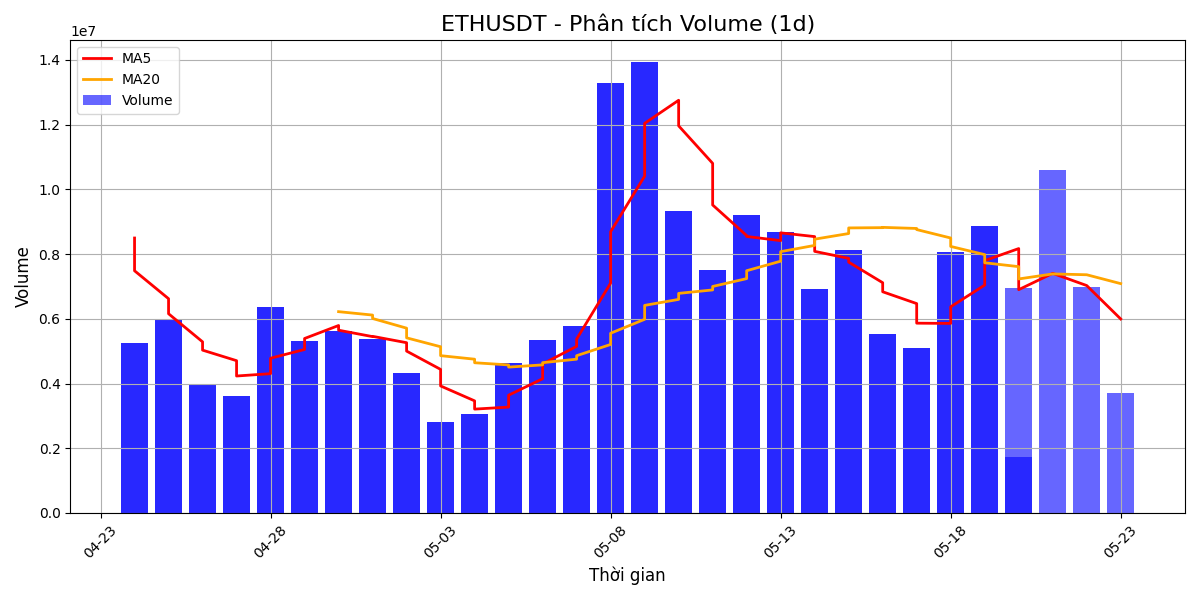 ETHUSDT - Phân tích Volume (1d)
1e7
MA5
MA20
Volume
1.4
1.2
1.0
0.8
0.6
0.4
0.2
0.0
Volume
04-23
04-28
05-03
05-08
05-13
05-18
05-23
Thời gian